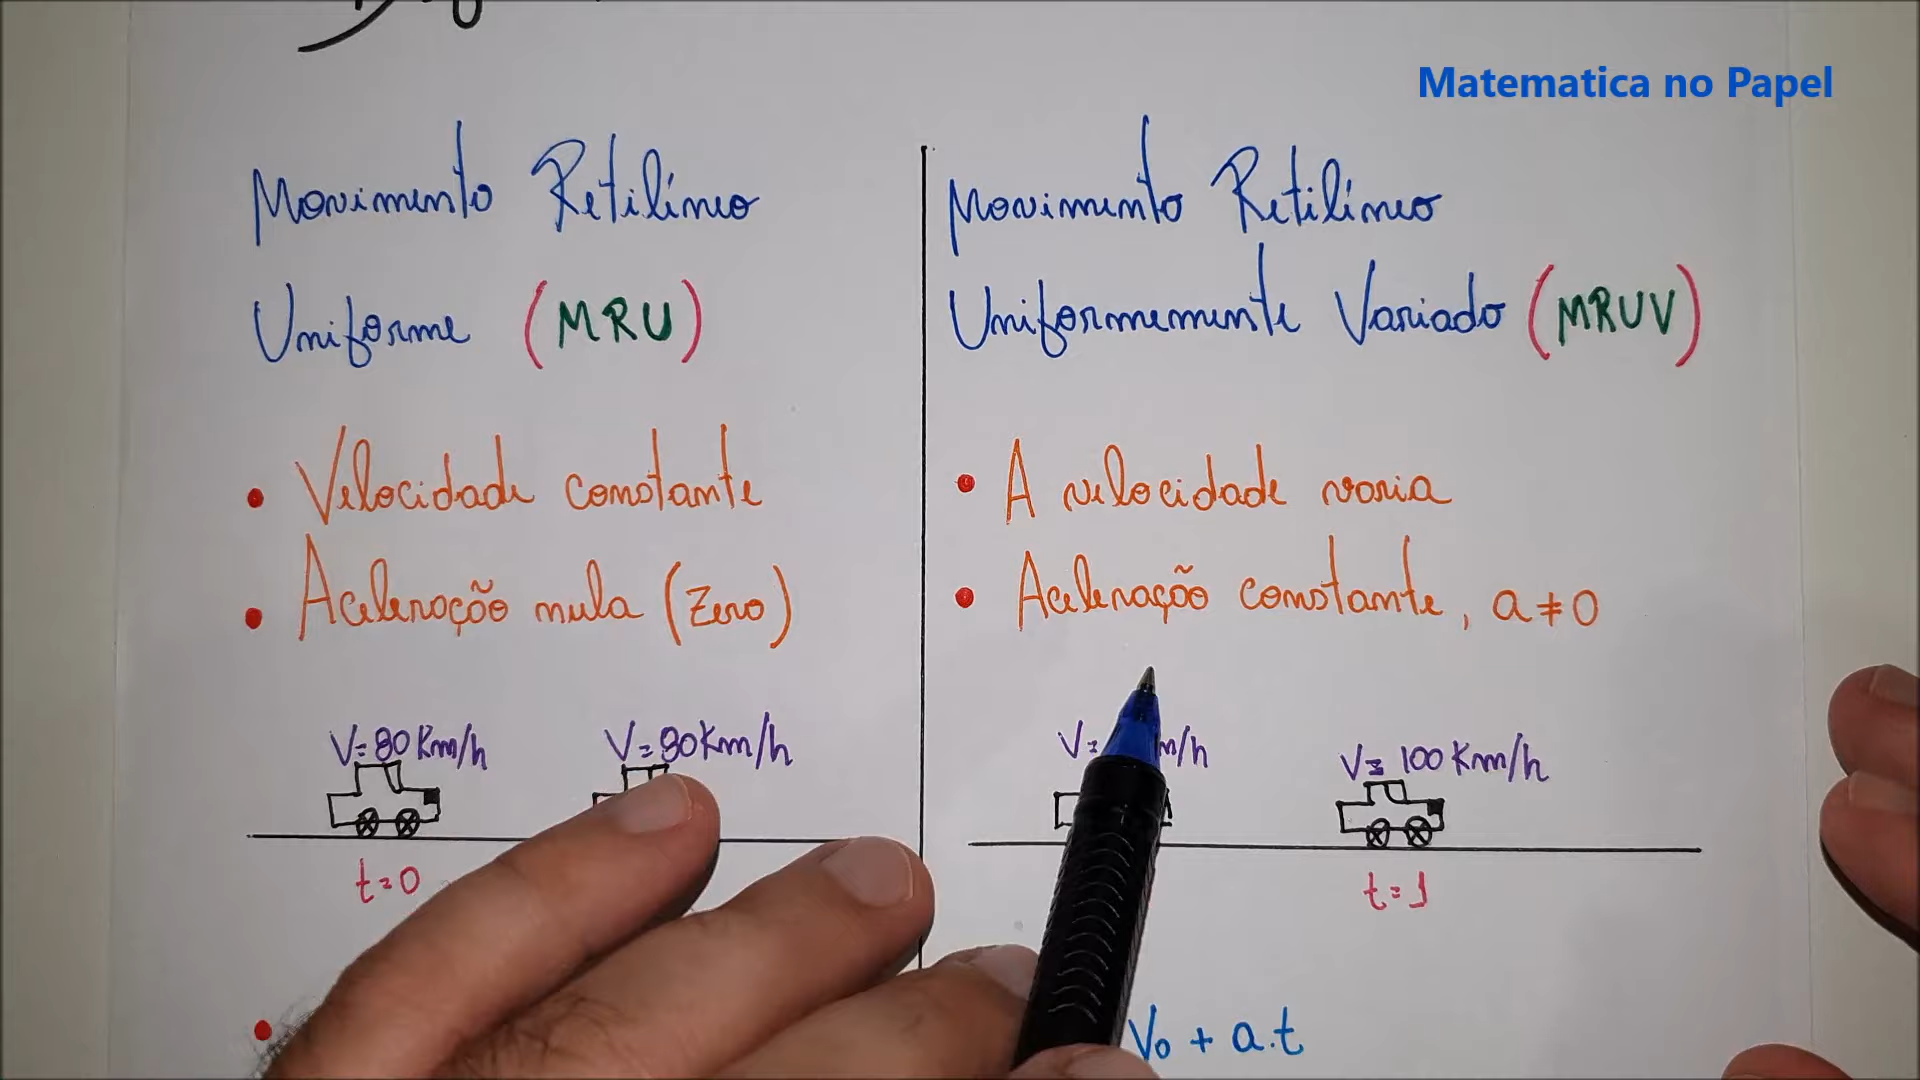 Matematica no Papel
Movimento Retilíneo
Uniforme (MRU)
• Velocidade constante
• Aceleração nula (Zero)
V=80 Km/h
V=80 Km/h
t=0
Movimento Retilíneo
Uniformemente Variado (MRUV)
• A velocidade varia
• Aceleração constante, a≠0
V= m/h
V= 100 Km/h
t=1
V₀ + a.t